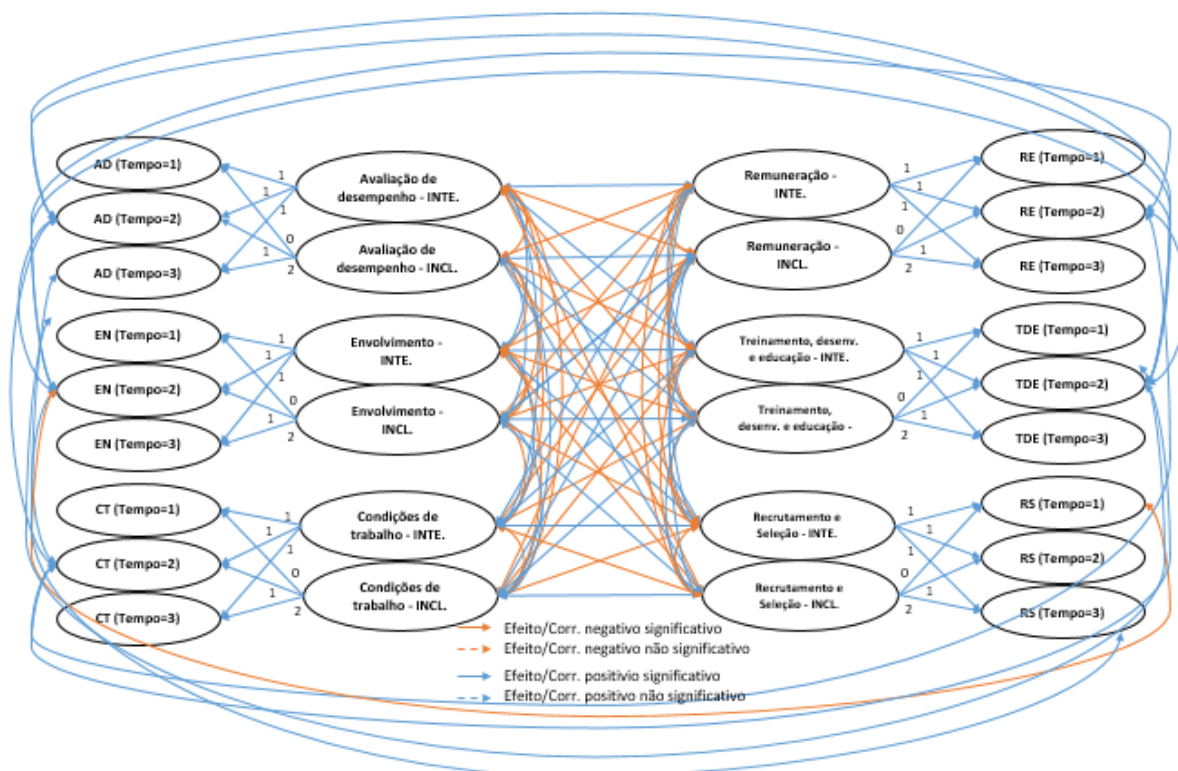 AD (Tempo=1)
AD (Tempo=2)
AD (Tempo=3)
EN (Tempo=1)
EN (Tempo=2)
EN (Tempo=3)
CT (Tempo=1)
CT (Tempo=2)
CT (Tempo=3)
1
1
1
0
1
2
1
1
1
0
1
2
1
1
1
0
1
2
Avaliação de
desempenho - INTE.
Avaliação de
desempenho - INCL.
Envolvimento -
INTE.
Envolvimento -
INCL.
Condições de
trabalho - INTE.
Condições de
trabalho - INCL.
Remuneração -
INTE.
Remuneração -
INCL.
Treinamento, desenv.
e educação - INTE.
Treinamento,
desenv. e educação -
Recrutamento e
Seleção - INTE.
Recrutamento e
Seleção - INCL.
1
1
1
0
1
2
1
1
1
0
1
2
1
1
1
0
1
2
RE (Tempo=1)
RE (Tempo=2)
RE (Tempo=3)
TDE (Tempo=1)
TDE (Tempo=2)
TDE (Tempo=3)
RS (Tempo=1)
RS (Tempo=2)
RS (Tempo=3)
Efeito/Corr. negativo significativo
Efeito/Corr. negativo não significativo
Efeito/Corr. positivio significativo
Efeito/Corr. positivo não significativo